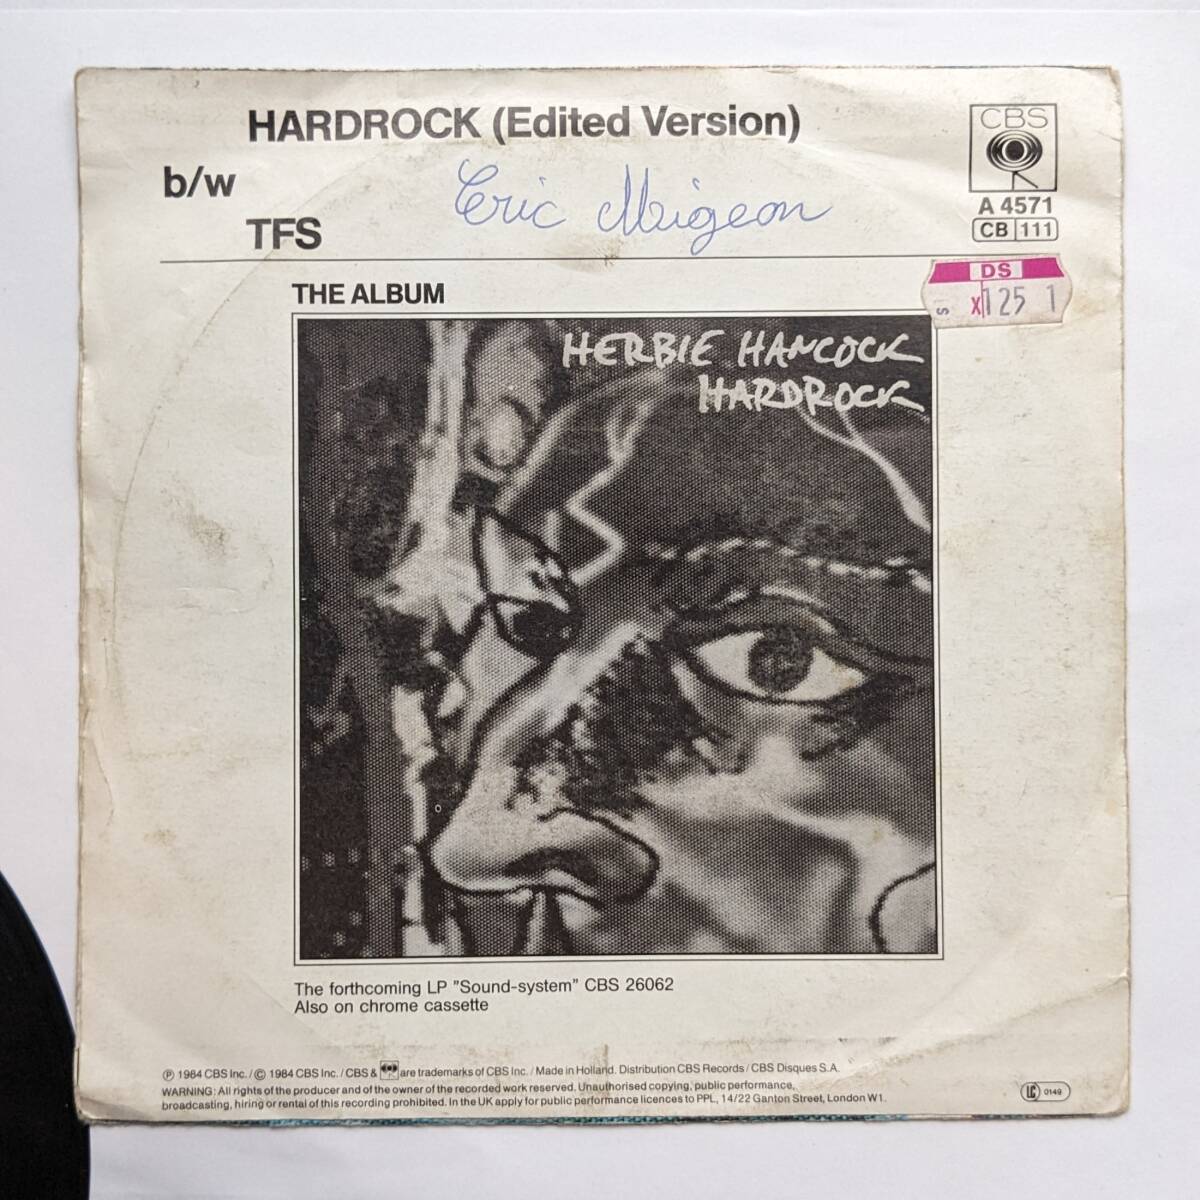 HARDROCK (Edited Version)
b/w
TFS
Eric Migeon
CBS
A 4571
CB 111
DS
S X 125 1
THE ALBUM
HERBIE HANCOCK
HARDROCK
The forthcoming LP "Sound-system" CBS 26062
Also on chrome cassette
Ⓟ 1984 CBS Inc. / © 1984 CBS Inc. / CBS & are trademarks of CBS Inc. / Made in Holland. Distribution CBS Records / CBS Disques S.A.
WARNING: All rights of the producer and of the owner of the recorded work reserved. Unauthorised copying, public performance,
broadcasting, hiring or rental of this recording prohibited. In the UK apply for public performance licences to PPL, 14/22 Ganton Street, London W1.
LC 0149